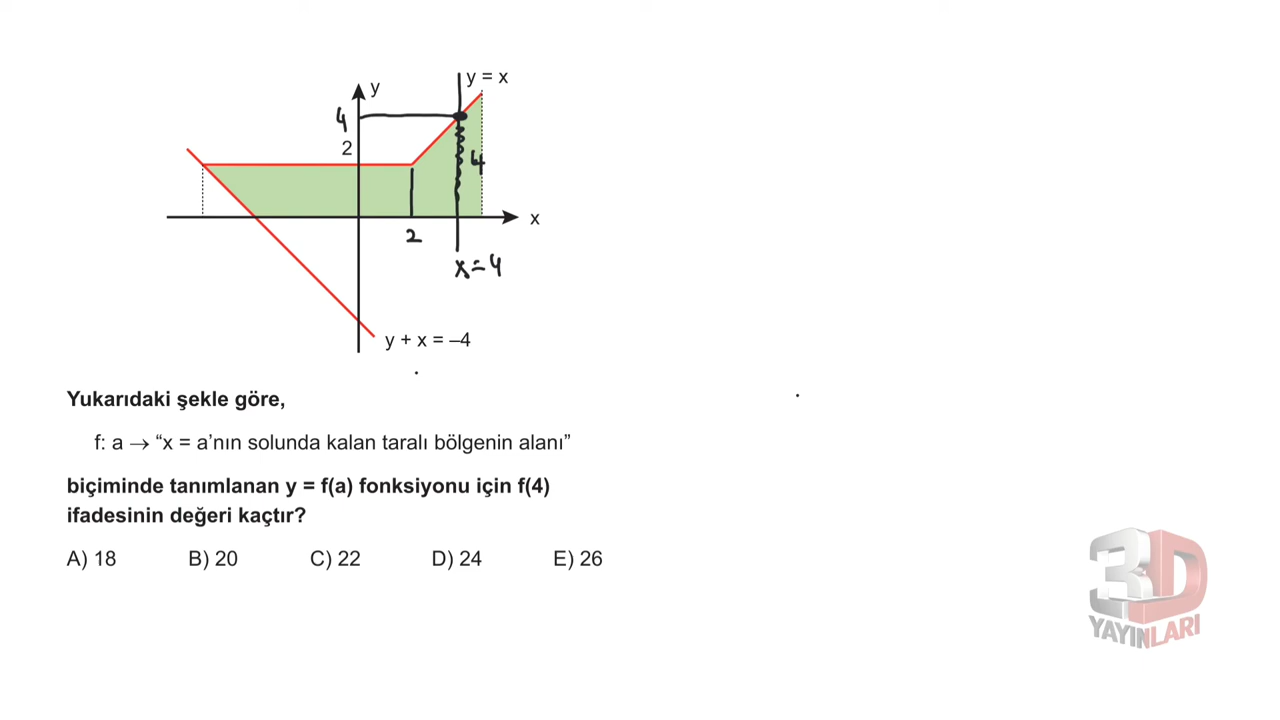 y = x
y
4
2
4
x
2
x = 4
y + x = –4
Yukarıdaki şekle göre,
f: a → “x = a’nın solunda kalan taralı bölgenin alanı”
biçiminde tanımlanan y = f(a) fonksiyonu için f(4)
ifadesinin değeri kaçtır?
A) 18 B) 20 C) 22 D) 24 E) 26
3D
YAYINLARI